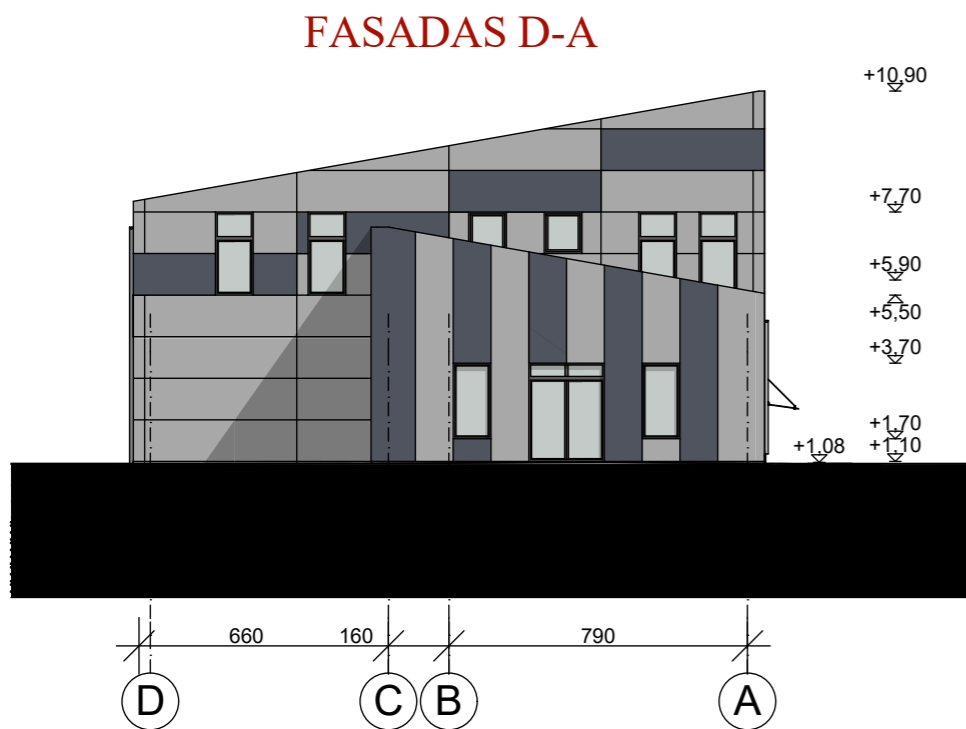 FASADAS D-A
+10,90
+7,70
+5,90
+5,50
+3,70
+1,70
+1,08 +1,10
660 160 790
D C B A